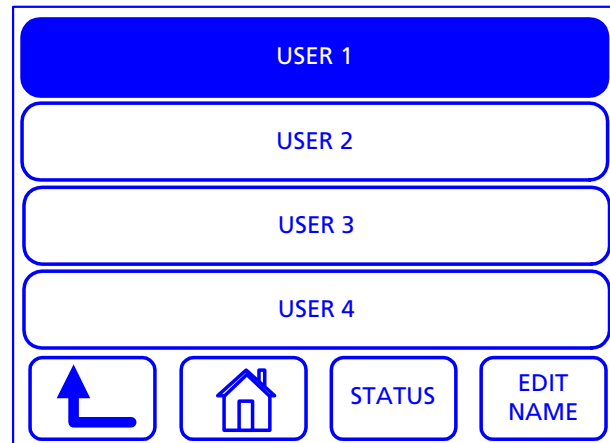 USER 1
USER 2
USER 3
USER 4
STATUS
EDIT
NAME